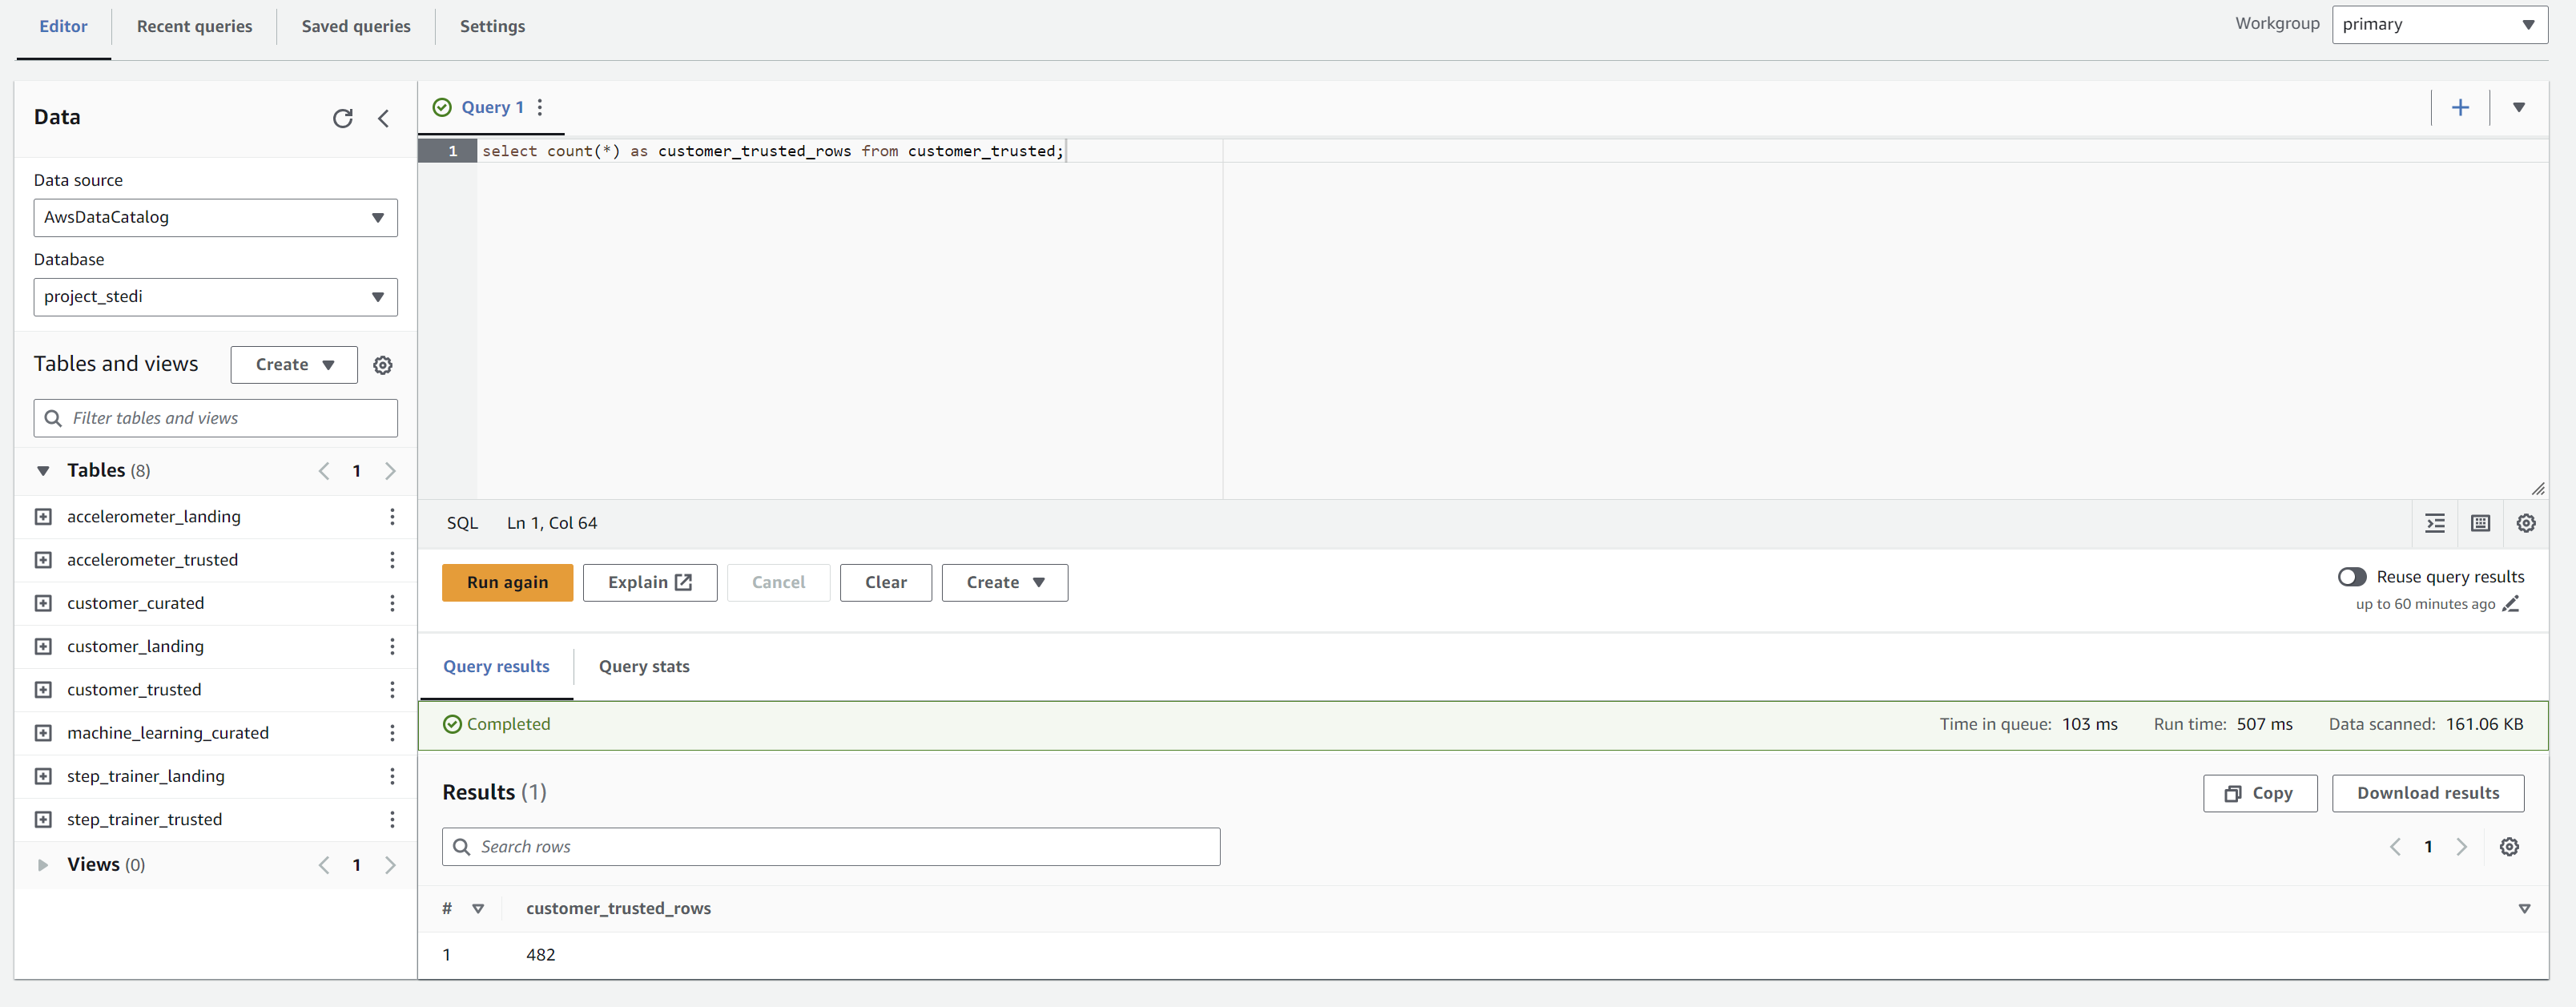 Editor
Recent queries
Saved queries
Settings
Workgroup
primary
Data
Data source
AwsDataCatalog
Database
project_stedi
Tables and views
Create
Filter tables and views
Tables (8)
1
accelerometer_landing
accelerometer_trusted
customer_curated
customer_landing
customer_trusted
machine_learning_curated
step_trainer_landing
step_trainer_trusted
Views (0)
1
Query 1
1 select count(*) as customer_trusted_rows from customer_trusted;
SQL Ln 1, Col 64
Run again
Explain
Cancel
Clear
Create
Reuse query results
up to 60 minutes ago
Query results
Query stats
Completed
Time in queue: 103 ms
Run time: 507 ms
Data scanned: 161.06 KB
Results (1)
Copy
Download results
Search rows
1
# customer_trusted_rows
1 482